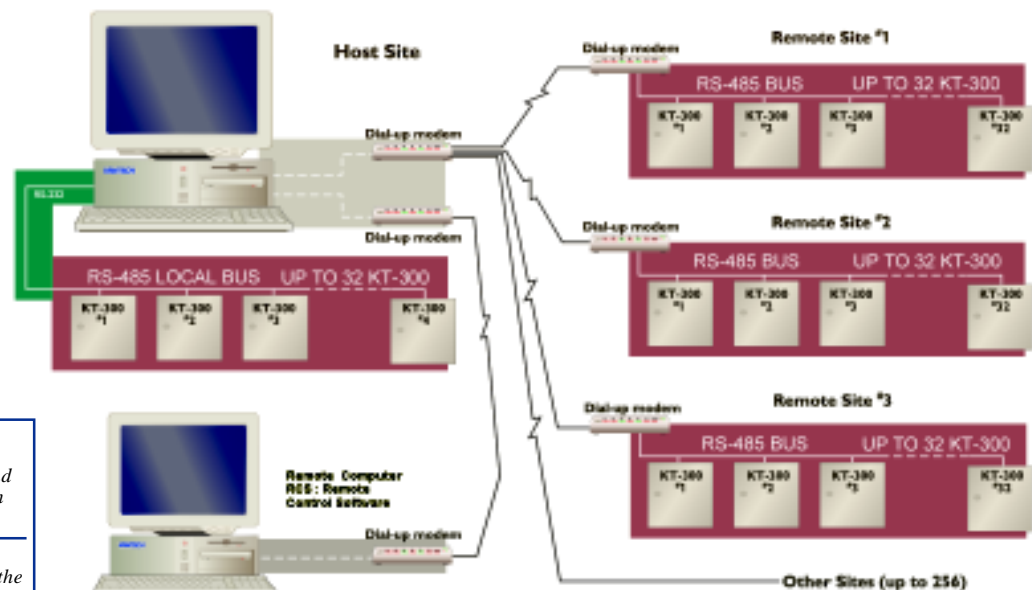 Host Site
Dial-up modem
Dial-up modem
RS-485 LOCAL BUS UP TO 32 KT-300
KT-300 #1
KT-300 #2
KT-300 #3
KT-300 #4
Remote Computer
RCS : Remote
Control Software
Dial-up modem
Remote Site #1
Dial-up modem
RS-485 BUS UP TO 32 KT-300
KT-300 #1
KT-300 #2
KT-300 #3
KT-300 #32
Remote Site #2
Dial-up modem
RS-485 BUS UP TO 32 KT-300
KT-300 #1
KT-300 #2
KT-300 #3
KT-300 #32
Remote Site #3
Dial-up modem
RS-485 BUS UP TO 32 KT-300
KT-300 #1
KT-300 #2
KT-300 #3
KT-300 #32
Other Sites (up to 256)
the